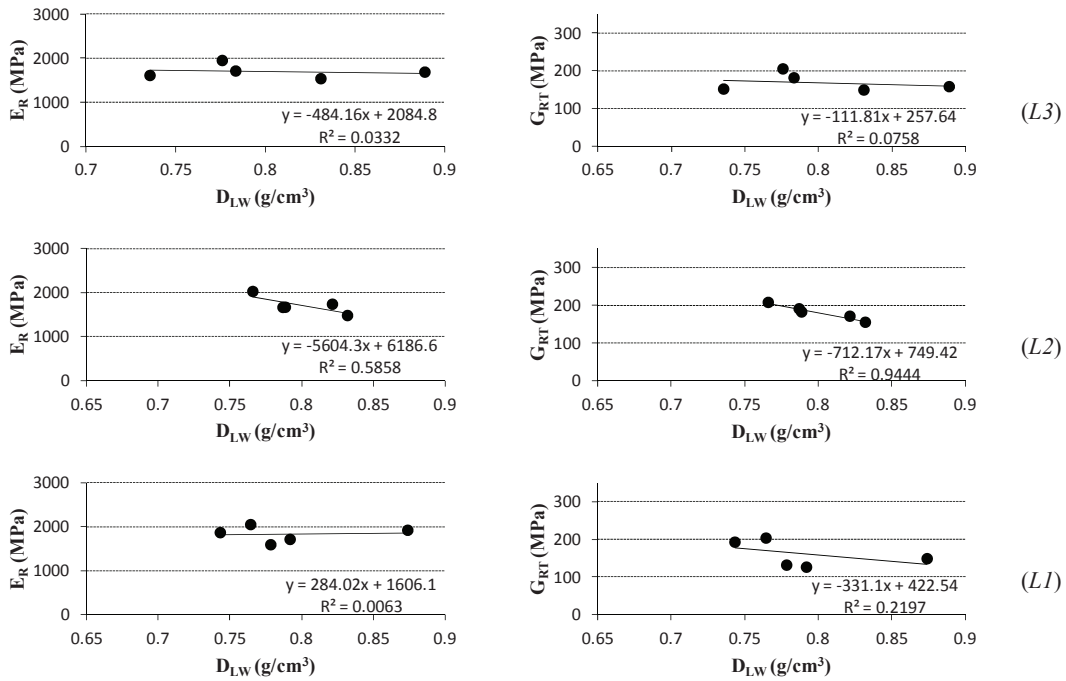 3000
2000
1000
0
E_R (MPa)
y = -484.16x + 2084.8
R² = 0.0332
0.7 0.75 0.8 0.85 0.9
D_LW (g/cm³)
300
200
100
0
G_RT (MPa)
y = -111.81x + 257.64
R² = 0.0758
0.65 0.7 0.75 0.8 0.85 0.9
D_LW (g/cm³)
(L3)
3000
2000
1000
0
E_R (MPa)
y = -5604.3x + 6186.6
R² = 0.5858
0.65 0.7 0.75 0.8 0.85 0.9
D_LW (g/cm³)
300
200
100
0
G_RT (MPa)
y = -712.17x + 749.42
R² = 0.9444
0.65 0.7 0.75 0.8 0.85 0.9
D_LW (g/cm³)
(L2)
3000
2000
1000
0
E_R (MPa)
y = 284.02x + 1606.1
R² = 0.0063
0.65 0.7 0.75 0.8 0.85 0.9
D_LW (g/cm³)
300
200
100
0
G_RT (MPa)
y = -331.1x + 422.54
R² = 0.2197
0.65 0.7 0.75 0.8 0.85 0.9
D_LW (g/cm³)
(L1)